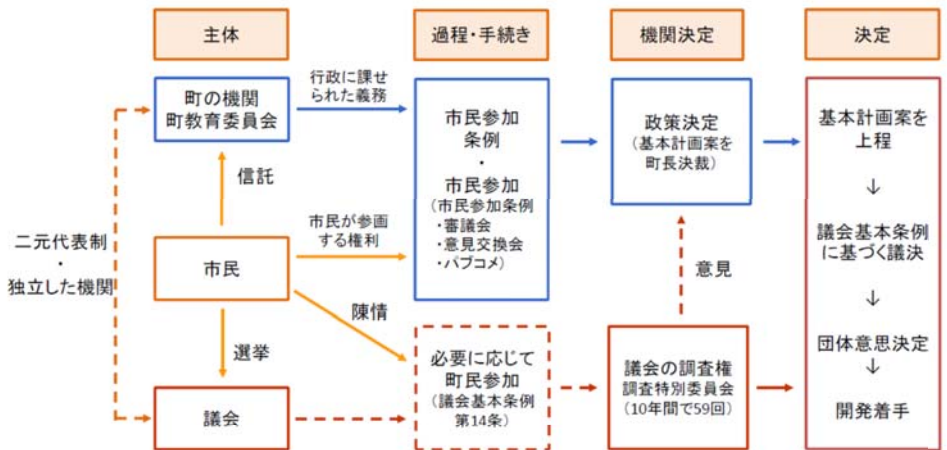 主体
過程・手続き
機関決定
決定
町の機関
町教育委員会
行政に課せ
られた義務
市民参加
条例
・
市民参加
(市民参加条例
・審議会
・意見交換会
・パブコメ)
政策決定
(基本計画案を
町長決裁)
基本計画案を
上程
↓
議会基本条例
に基づく議決
↓
団体意思決定
↓
開発着手
信託
市民が参画
する権利
二元代表制
・
独立した機関
市民
意見
陳情
選挙
必要に応じて
町民参加
(議会基本条例
第14条)
議会の調査権
調査特別委員会
(10年間で59回)
議会